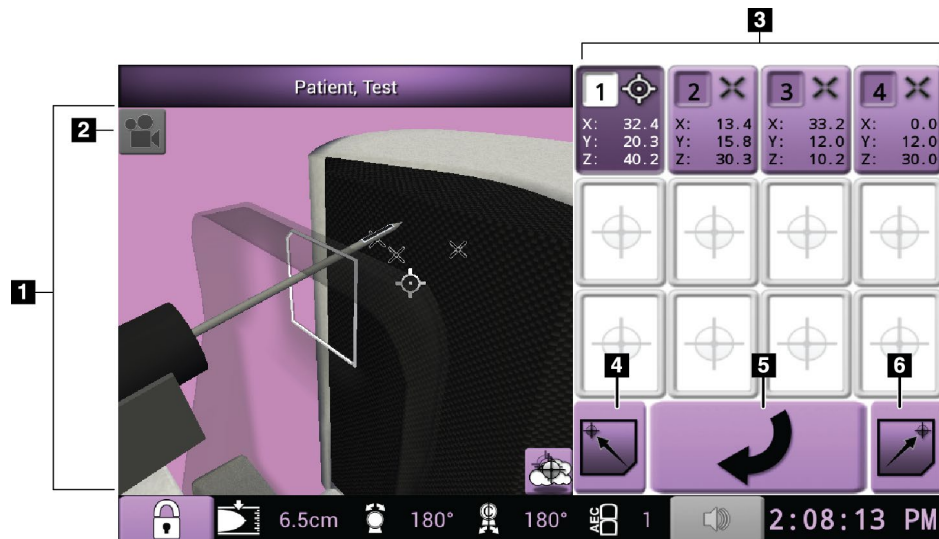 3
Patient, Test
1
2
3
4
X: 32.4
Y: 20.3
Z: 40.2
X: 13.4
Y: 15.8
Z: 30.3
X: 33.2
Y: 12.0
Z: 10.2
X: 0.0
Y: 12.0
Z: 30.0
2
1
4
5
6
6.5cm
180°
C
180°
AEC
1
2:08:13 PM